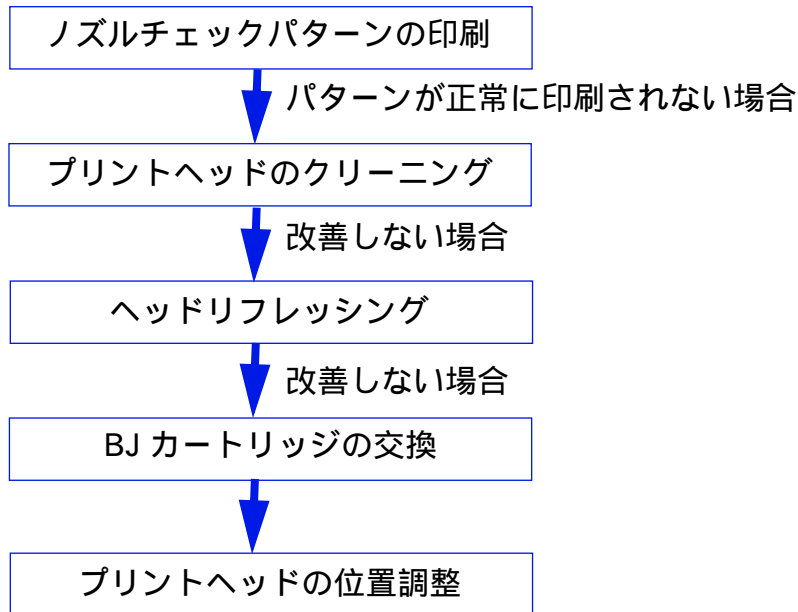 ノズルチェックパターンの印刷
パターンが正常に印刷されない場合
プリントヘッドのクリーニング
改善しない場合
ヘッドリフレッシング
改善しない場合
BJ カートリッジの交換
プリントヘッドの位置調整